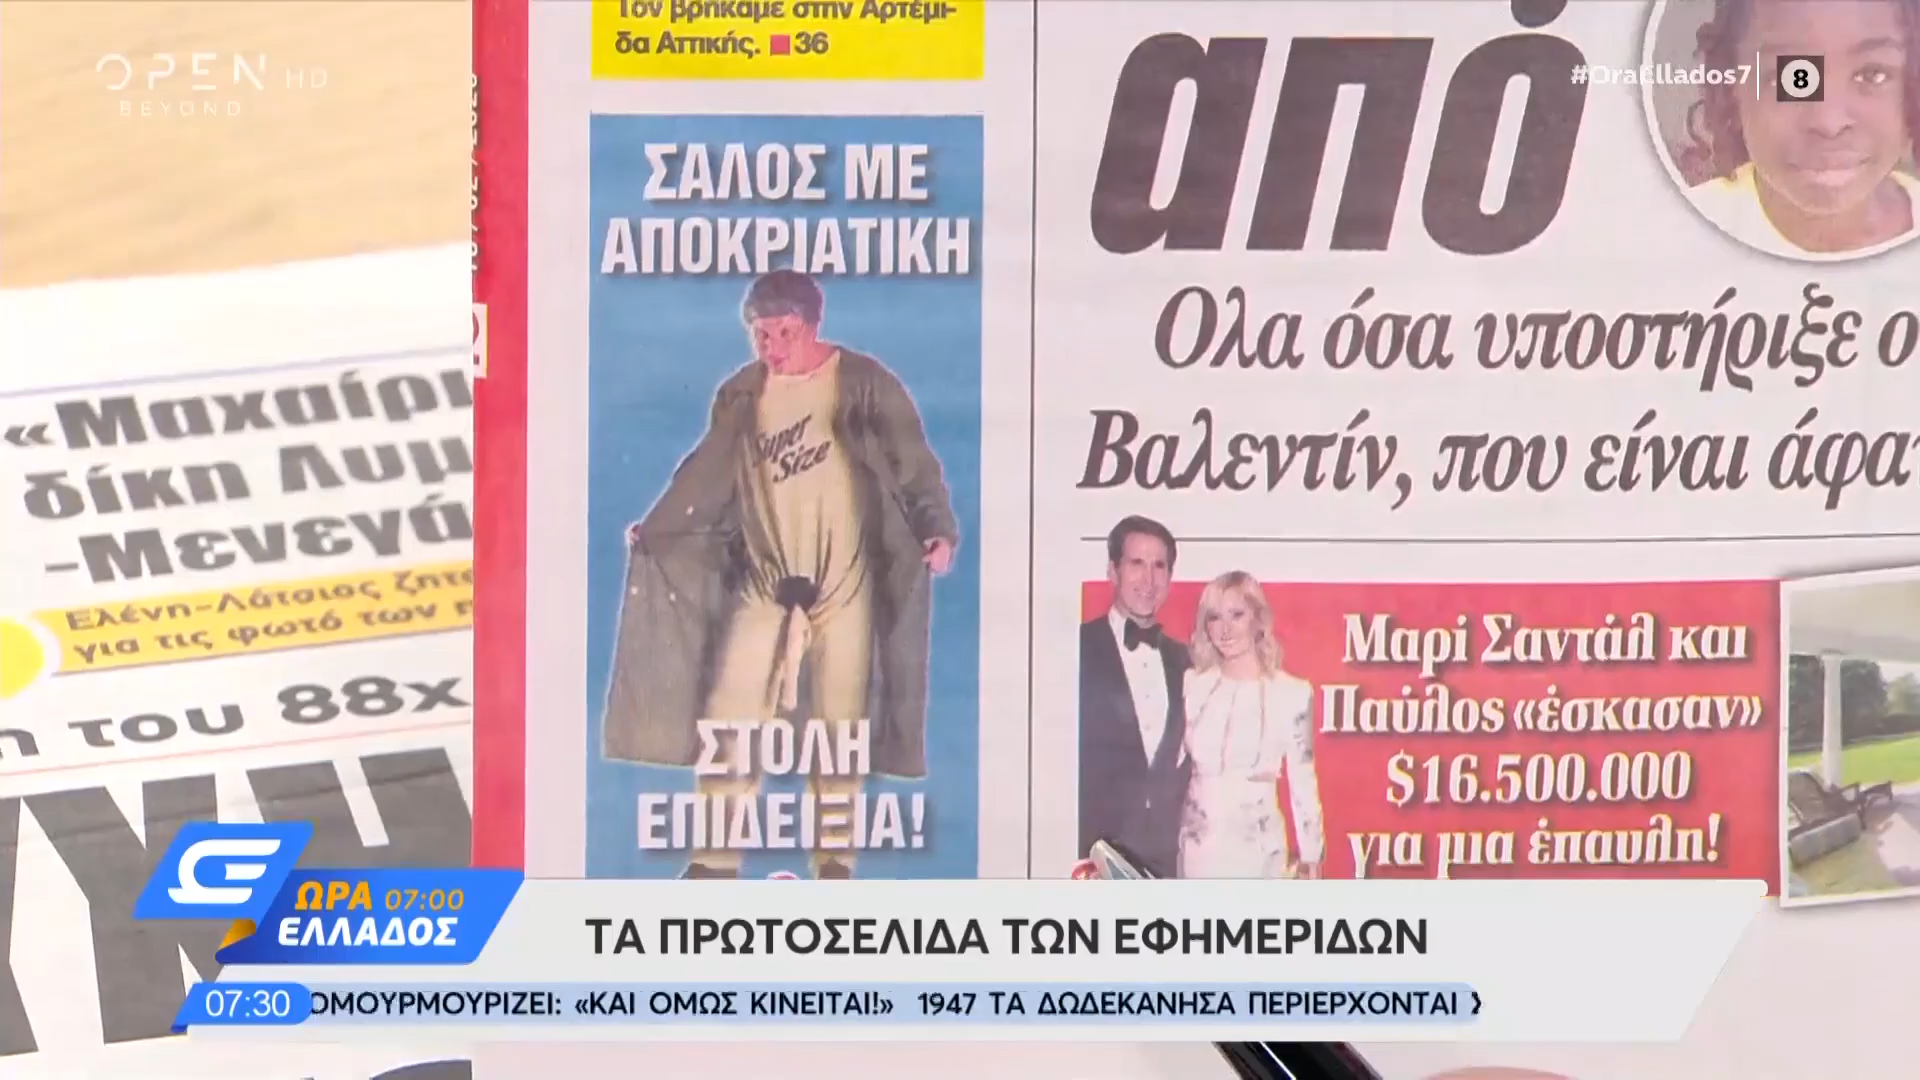 OPEN HD
BEYOND
#OraEllados7
8
Τον βρήκαμε στην Αρτέμι-
δα Αττικής. 36
ΣΑΛΟΣ ΜΕ
ΑΠΟΚΡΙΑΤΙΚΗ
Super
Size
ΣΤΟΛΗ
ΕΠΙΔΕΙΞΙΑ!
από
Ολα όσα υποστήριξε ο
Βαλεντίν, που είναι άφα
Μαρί Σαντάλ και
Παύλος «έσκασαν»
$16.500.000
για μια έπαυλη!
«Μαχαίρι
δίκη Λυμ
-Μενεγά
Ελένη-Λάτσιος ζητ
για τις φωτό των
του 88χ
ΩΡΑ 07:00
ΕΛΛΑΔΟΣ
ΤΑ ΠΡΩΤΟΣΕΛΙΔΑ ΤΩΝ ΕΦΗΜΕΡΙΔΩΝ
07:30
ΟΜΟΥΡΜΟΥΡΙΖΕΙ: «ΚΑΙ ΟΜΩΣ ΚΙΝΕΙΤΑΙ!» 1947 ΤΑ ΔΩΔΕΚΑΝΗΣΑ ΠΕΡΙΕΡΧΟΝΤΑΙ Σ